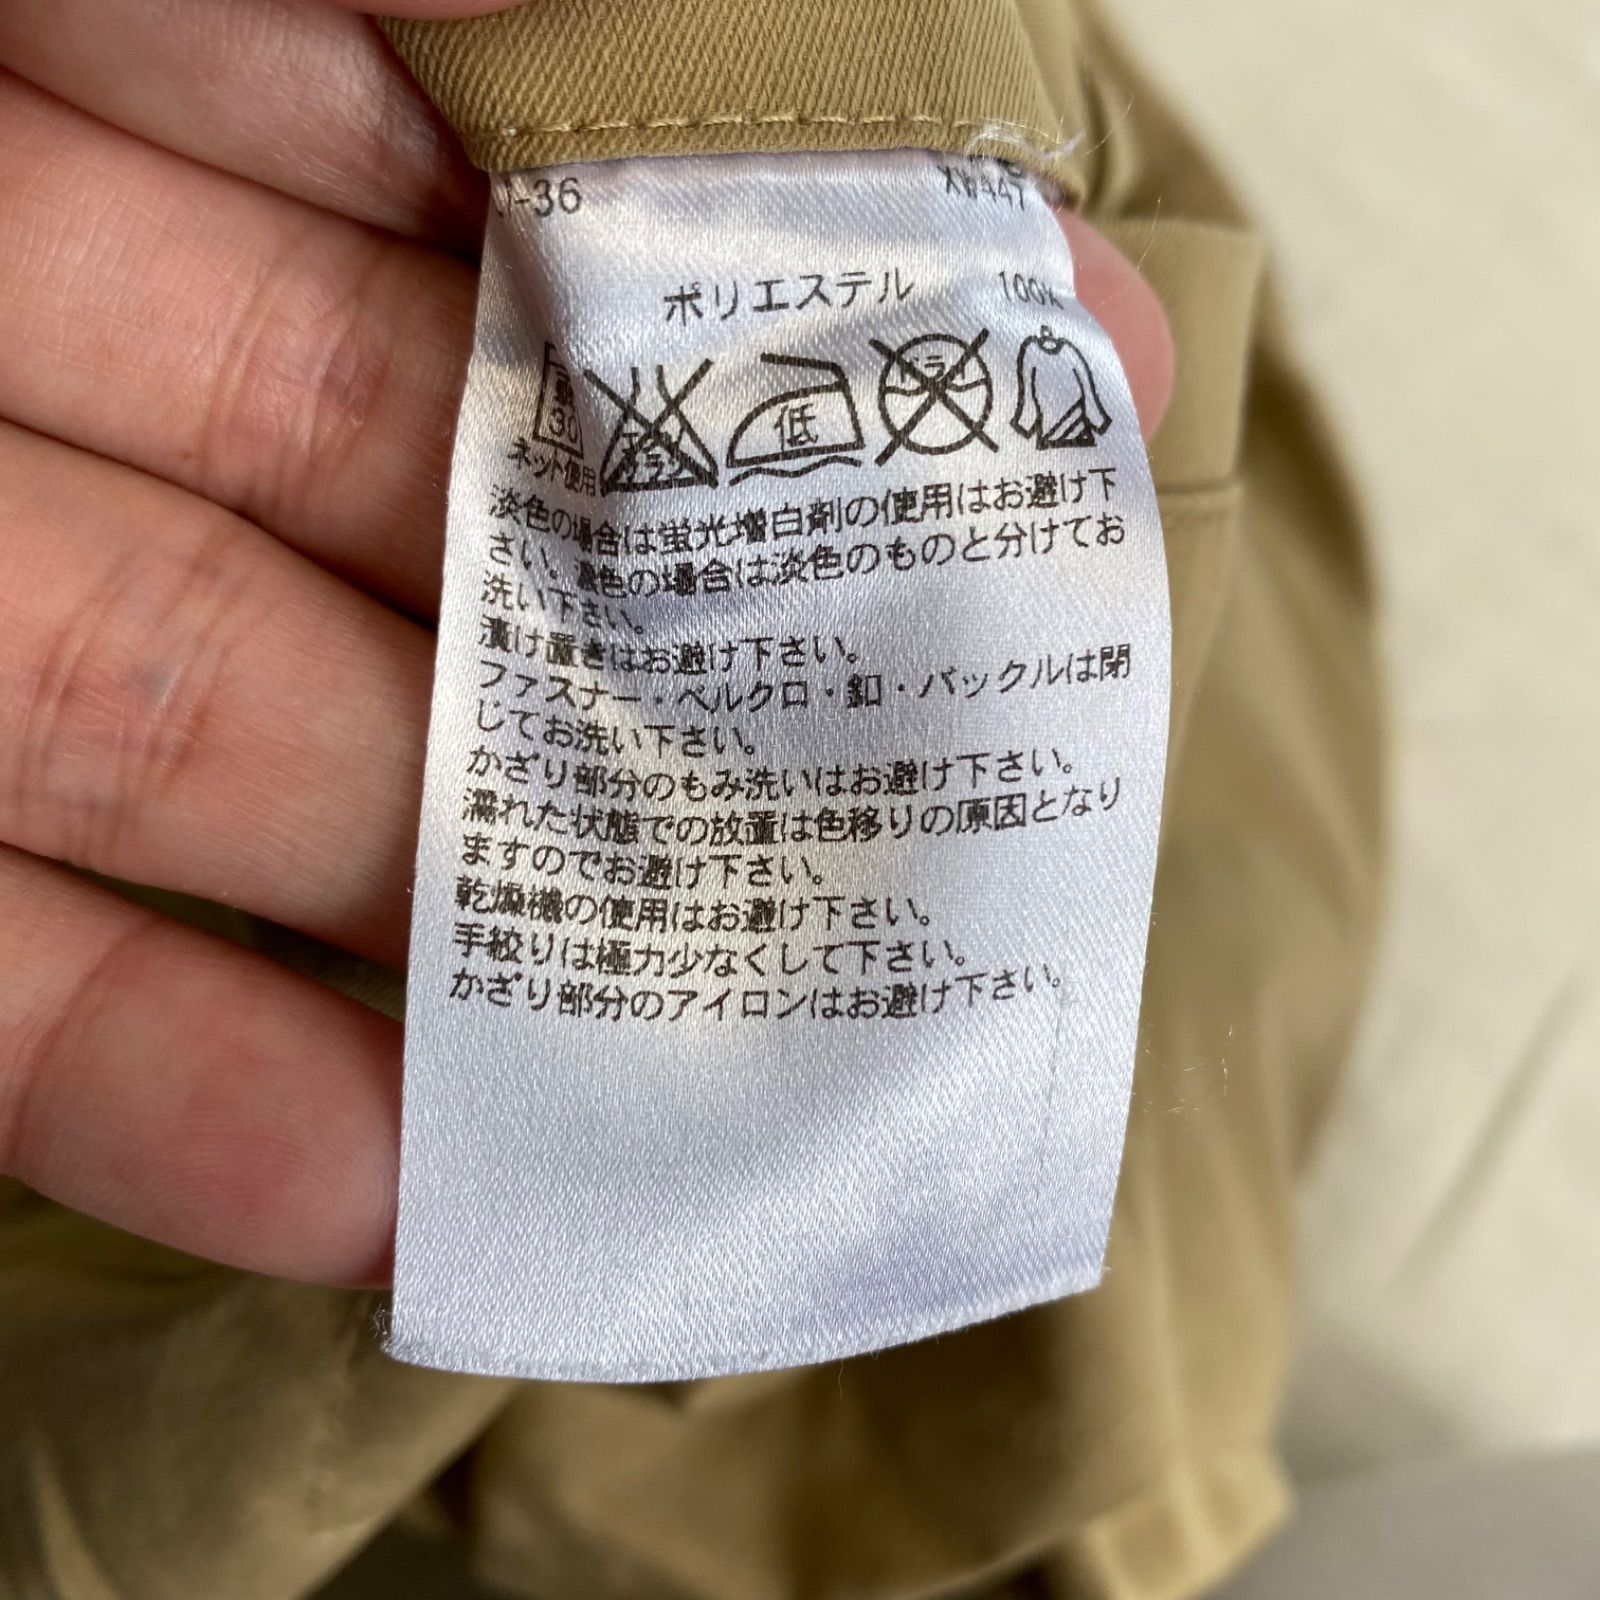 -36
ポリエステル 100%
30 低 ドラ
ネット使用
淡色の場合は蛍光増白剤の使用はお避け下
さい。濃色の場合は淡色のものと分けてお
洗い下さい。
漬け置きはお避け下さい。
ファスナー・ベルクロ・釦・バックルは閉
じてお洗い下さい。
かざり部分のもみ洗いはお避け下さい。
濡れた状態での放置は色移りの原因となり
ますのでお避け下さい。
乾燥機の使用はお避け下さい。
手絞りは極力少なくして下さい。
かざり部分のアイロンはお避け下さい。